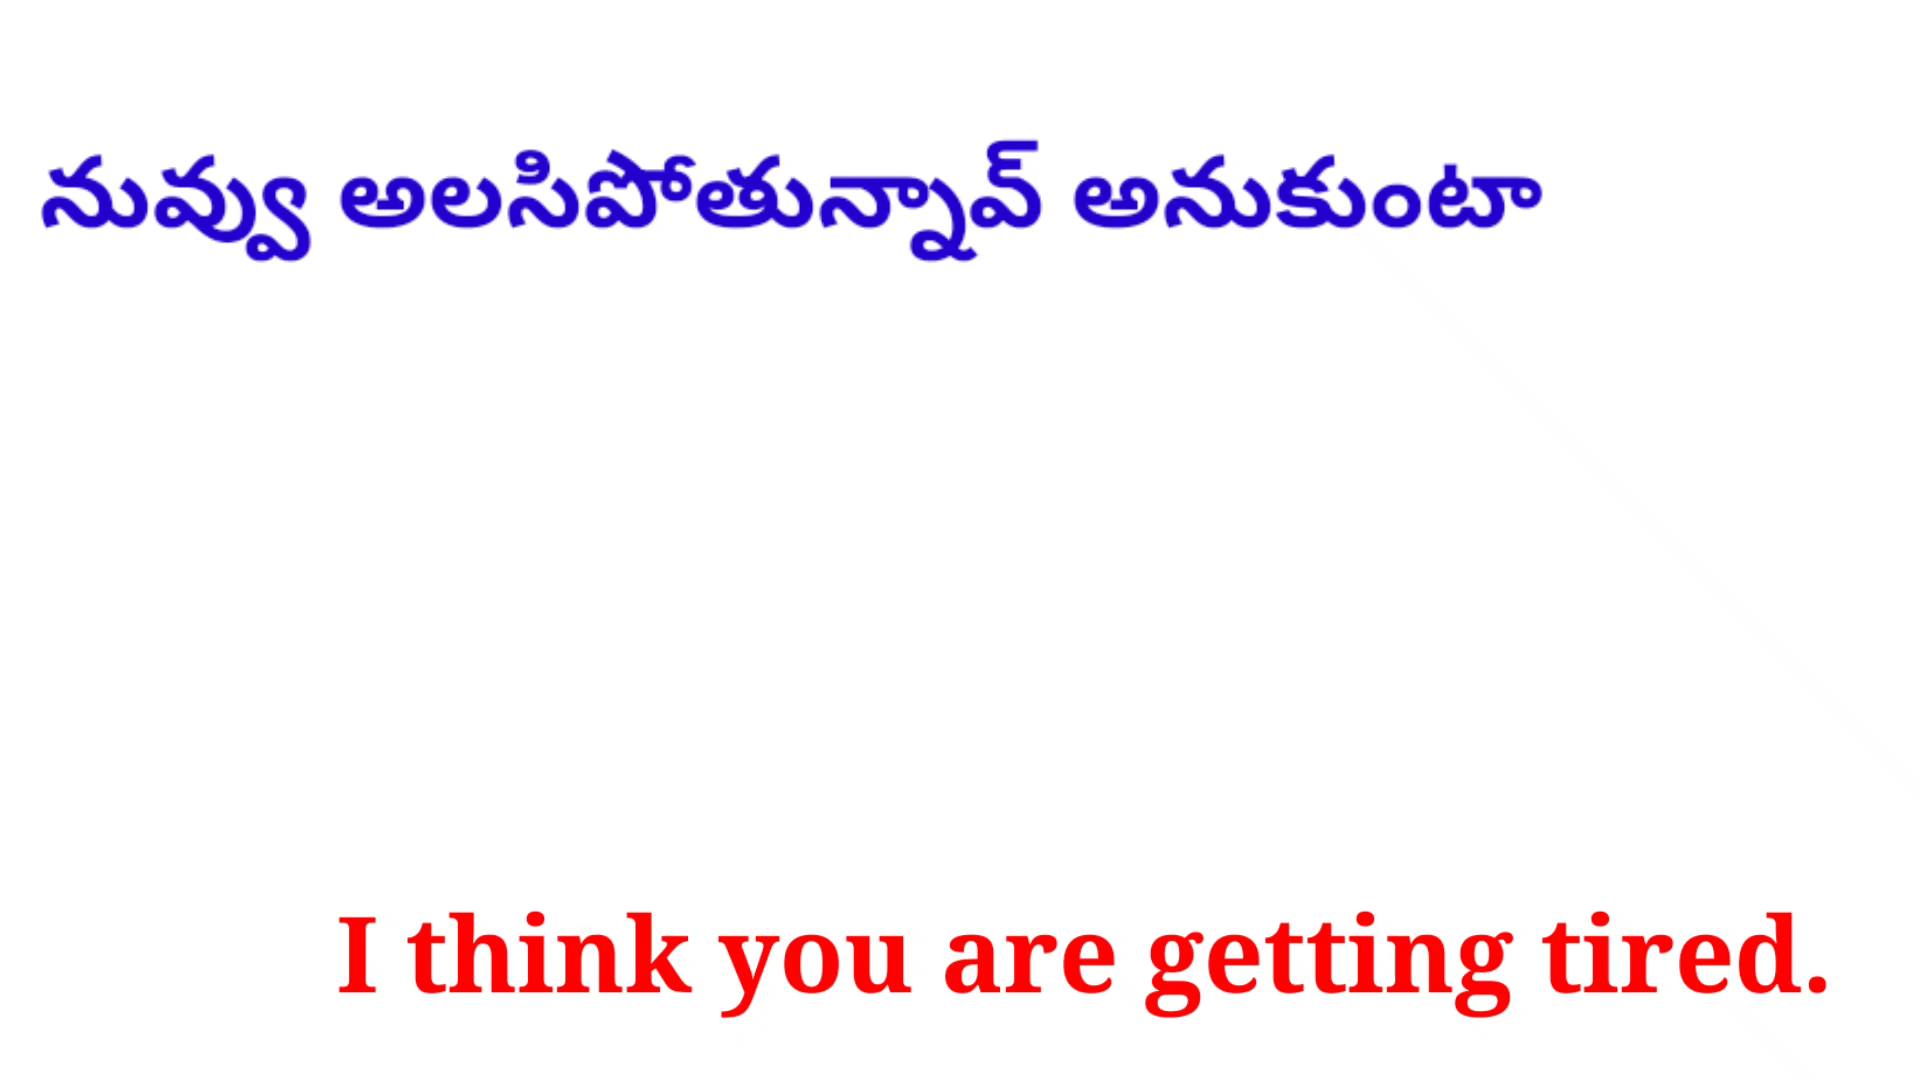 నువ్వు అలసిపోతున్నావ్ అనుకుంటా
I think you are getting tired.